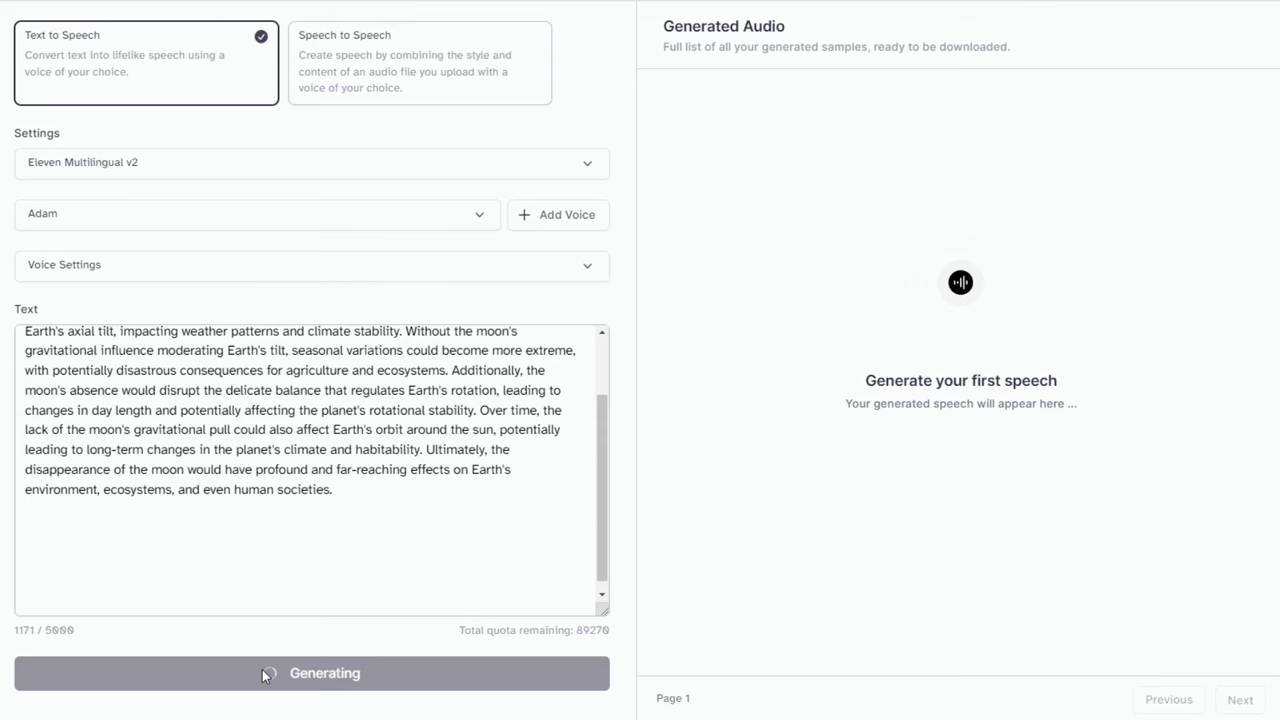 Text to Speech
Convert text into lifelike speech using a
voice of your choice.
Speech to Speech
Create speech by combining the style and
content of an audio file you upload with a
voice of your choice.
Settings
Eleven Multilingual v2
Adam
Add Voice
Voice Settings
Text
Earth's axial tilt, impacting weather patterns and climate stability. Without the moon's
gravitational influence moderating Earth's tilt, seasonal variations could become more extreme,
with potentially disastrous consequences for agriculture and ecosystems. Additionally, the
moon's absence would disrupt the delicate balance that regulates Earth's rotation, leading to
changes in day length and potentially affecting the planet's rotational stability. Over time, the
lack of the moon's gravitational pull could also affect Earth's orbit around the sun, potentially
leading to long-term changes in the planet's climate and habitability. Ultimately, the
disappearance of the moon would have profound and far-reaching effects on Earth's
environment, ecosystems, and even human societies.
1171 / 5000
Total quota remaining: 89270
Generating
Generated Audio
Full list of all your generated samples, ready to be downloaded.
Generate your first speech
Your generated speech will appear here ...
Page 1
Previous
Next